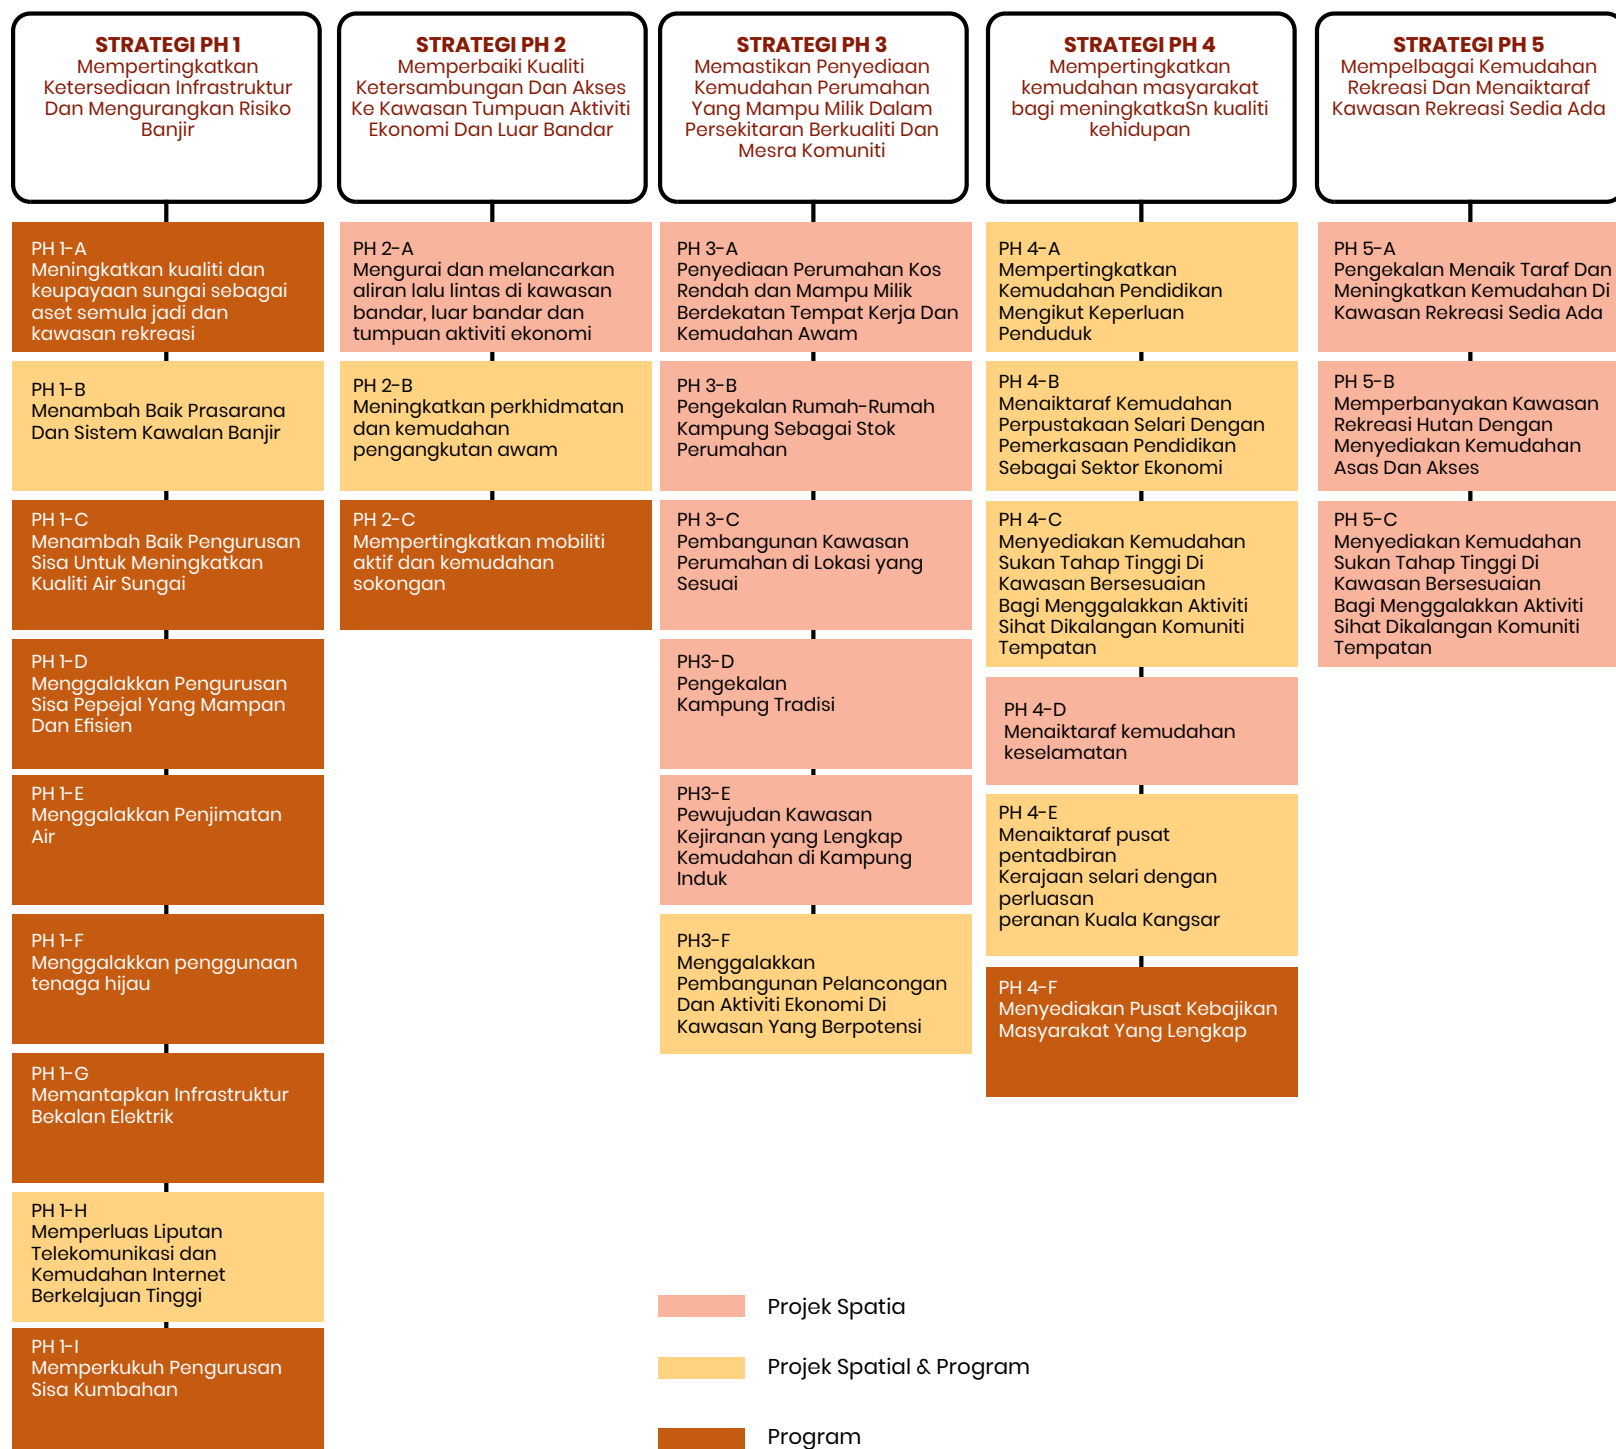 STRATEGI PH 1
Mempertingkatkan
Ketersediaan Infrastruktur
Dan Mengurangkan Risiko
Banjir
STRATEGI PH 2
Memperbaiki Kualiti
Ketersambungan Dan Akses
Ke Kawasan Tumpuan Aktiviti
Ekonomi Dan Luar Bandar
STRATEGI PH 3
Memastikan Penyediaan
Kemudahan Perumahan
Yang Mampu Milik Dalam
Persekitaran Berkualiti Dan
Mesra Komuniti
STRATEGI PH 4
Mempertingkatkan
kemudahan masyarakat
bagi meningkatkaSn kualiti
kehidupan
STRATEGI PH 5
Mempelbagai Kemudahan
Rekreasi Dan Menaiktaraf
Kawasan Rekreasi Sedia Ada
PH 1-A
Meningkatkan kualiti dan
keupayaan sungai sebagai
aset semula jadi dan
kawasan rekreasi
PH 1-B
Menambah Baik Prasarana
Dan Sistem Kawalan Banjir
PH 1-C
Menambah Baik Pengurusan
Sisa Untuk Meningkatkan
Kualiti Air Sungai
PH 1-D
Menggalakkan Pengurusan
Sisa Pepejal Yang Mampan
Dan Efisien
PH 1-E
Menggalakkan Penjimatan
Air
PH 1-F
Menggalakkan penggunaan
tenaga hijau
PH 1-G
Memantapkan Infrastruktur
Bekalan Elektrik
PH 1-H
Memperluas Liputan
Telekomunikasi dan
Kemudahan Internet
Berkelajuan Tinggi
PH 1-I
Memperkukuh Pengurusan
Sisa Kumbahan
PH 2-A
Mengurai dan melancarkan
aliran lalu lintas di kawasan
bandar, luar bandar dan
tumpuan aktiviti ekonomi
PH 2-B
Meningkatkan perkhidmatan
dan kemudahan
pengangkutan awam
PH 2-C
Mempertingkatkan mobiliti
aktif dan kemudahan
sokongan
PH 3-A
Penyediaan Perumahan Kos
Rendah dan Mampu Milik
Berdekatan Tempat Kerja Dan
Kemudahan Awam
PH 3-B
Pengekalan Rumah-Rumah
Kampung Sebagai Stok
Perumahan
PH 3-C
Pembangunan Kawasan
Perumahan di Lokasi yang
Sesuai
PH3-D
Pengekalan
Kampung Tradisi
PH3-E
Pewujudan Kawasan
Kejiranan yang Lengkap
Kemudahan di Kampung
Induk
PH3-F
Menggalakkan
Pembangunan Pelancongan
Dan Aktiviti Ekonomi Di
Kawasan Yang Berpotensi
PH 4-A
Mempertingkatkan
Kemudahan Pendidikan
Mengikut Keperluan
Penduduk
PH 4-B
Menaiktaraf Kemudahan
Perpustakaan Selari Dengan
Pemerkasaan Pendidikan
Sebagai Sektor Ekonomi
PH 4-C
Menyediakan Kemudahan
Sukan Tahap Tinggi Di
Kawasan Bersesuaian
Bagi Menggalakkan Aktiviti
Sihat Dikalangan Komuniti
Tempatan
PH 4-D
Menaiktaraf kemudahan
keselamatan
PH 4-E
Menaiktaraf pusat
pentadbiran
Kerajaan selari dengan
perluasan
peranan Kuala Kangsar
PH 4-F
Menyediakan Pusat Kebajikan
Masyarakat Yang Lengkap
PH 5-A
Pengekalan Menaik Taraf Dan
Meningkatkan Kemudahan Di
Kawasan Rekreasi Sedia Ada
PH 5-B
Memperbanyakan Kawasan
Rekreasi Hutan Dengan
Menyediakan Kemudahan
Asas Dan Akses
PH 5-C
Menyediakan Kemudahan
Sukan Tahap Tinggi Di
Kawasan Bersesuaian
Bagi Menggalakkan Aktiviti
Sihat Dikalangan Komuniti
Tempatan
Projek Spatia
Projek Spatial & Program
Program